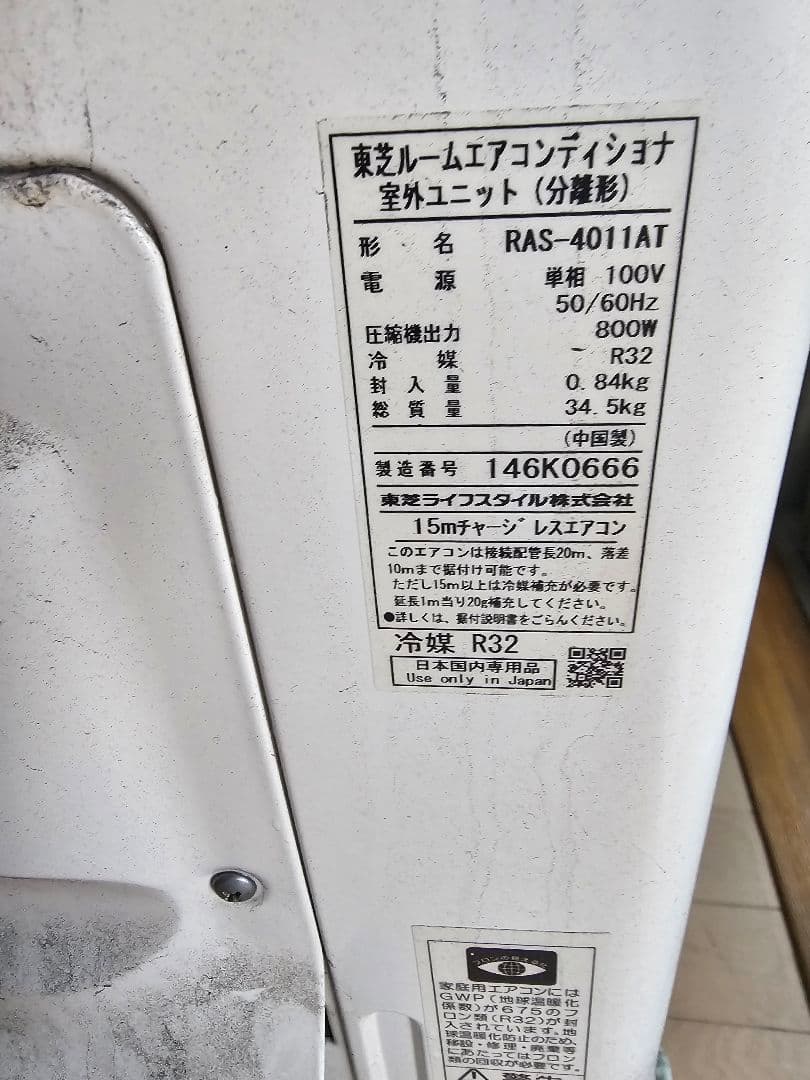 東芝ルームエアコンディショナ
室外ユニット（分離形）
形名 RAS-4011AT
電源 単相 100V
50/60Hz
圧縮機出力 800W
冷媒 R32
封入量 0.84kg
総質量 34.5kg
（中国製）
製造番号 146K0666
東芝ライフスタイル株式会社
15mチャージレスエアコン
このエアコンは接続配管長20m、落差
10mまで据付け可能です。
ただし15m以上は冷媒補充が必要です。
延長1m当り20g補充してください。
●詳しくは、据付説明書をごらんください。
冷媒 R32
日本国内専用品
Use only in Japan
フロンの見える化
家庭用エアコンには
GWP（地球温暖化
係数）が675のフ
ロン類（R32）が封
入されています。地
球温暖化防止のため、
移設・修理・廃棄等
にあたってはフロン
類の回収が必要です。